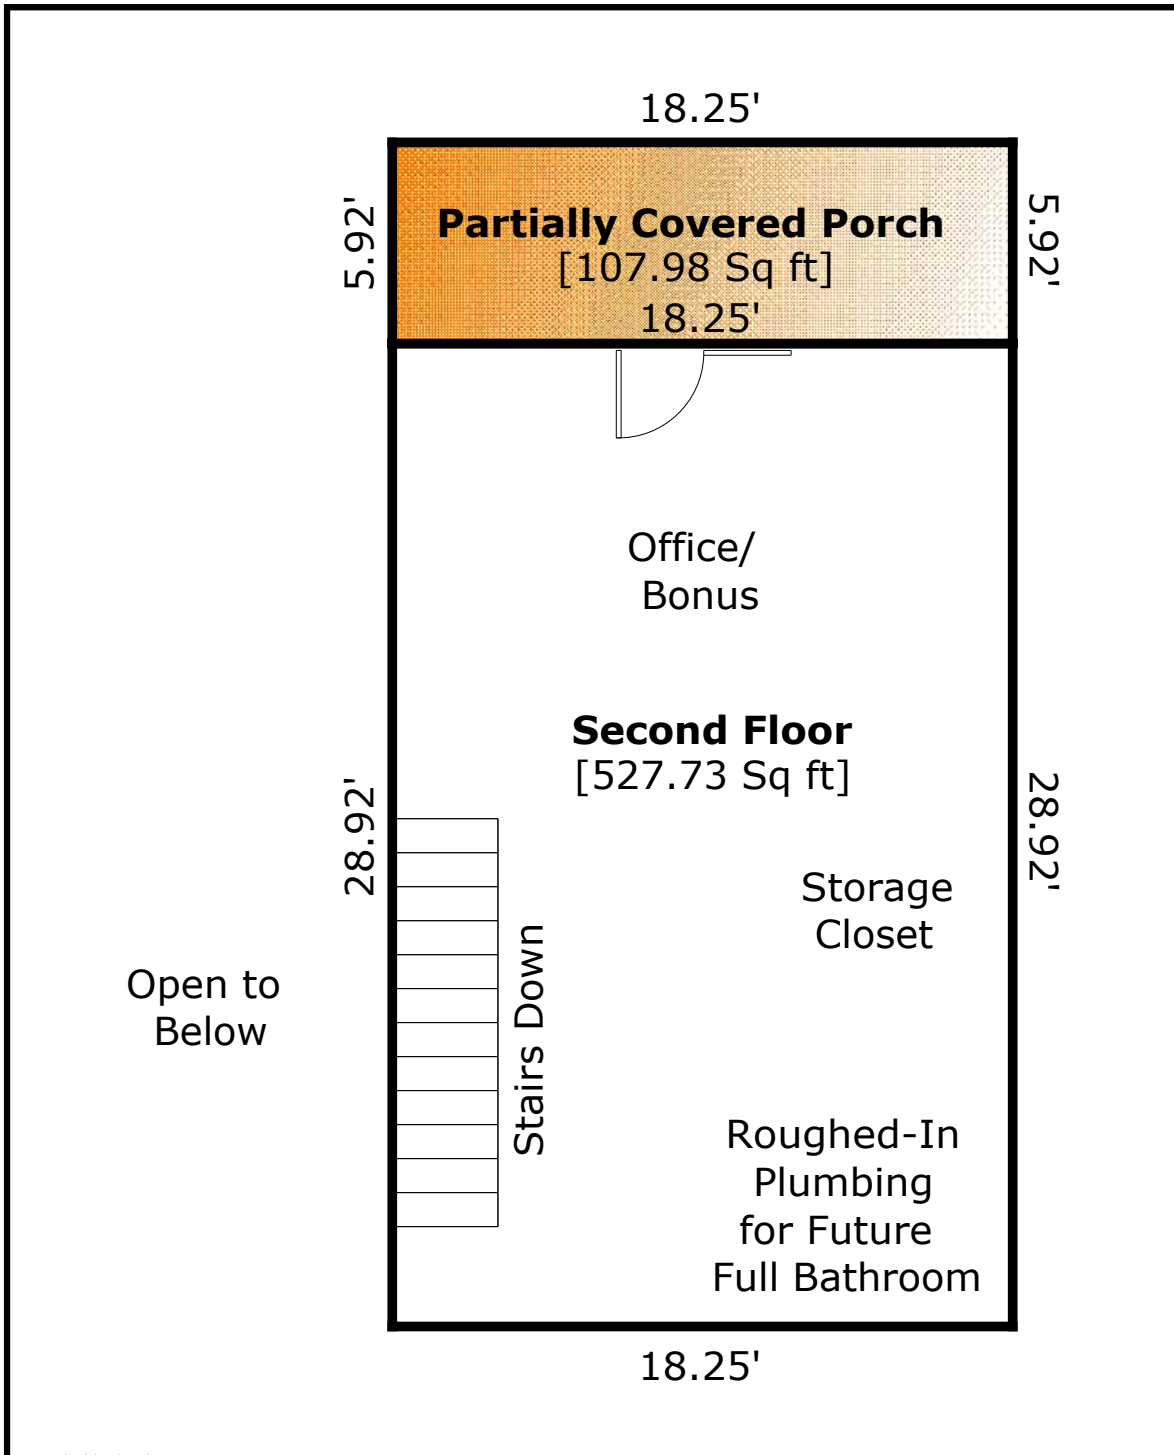 18.25'
5.92'
Partially Covered Porch
[107.98 Sq ft]
18.25'
5.92'
Office/
Bonus
Second Floor
[527.73 Sq ft]
28.92'
28.92'
Storage
Closet
Open to
Below
Stairs Down
Roughed-In
Plumbing
for Future
Full Bathroom
18.25'